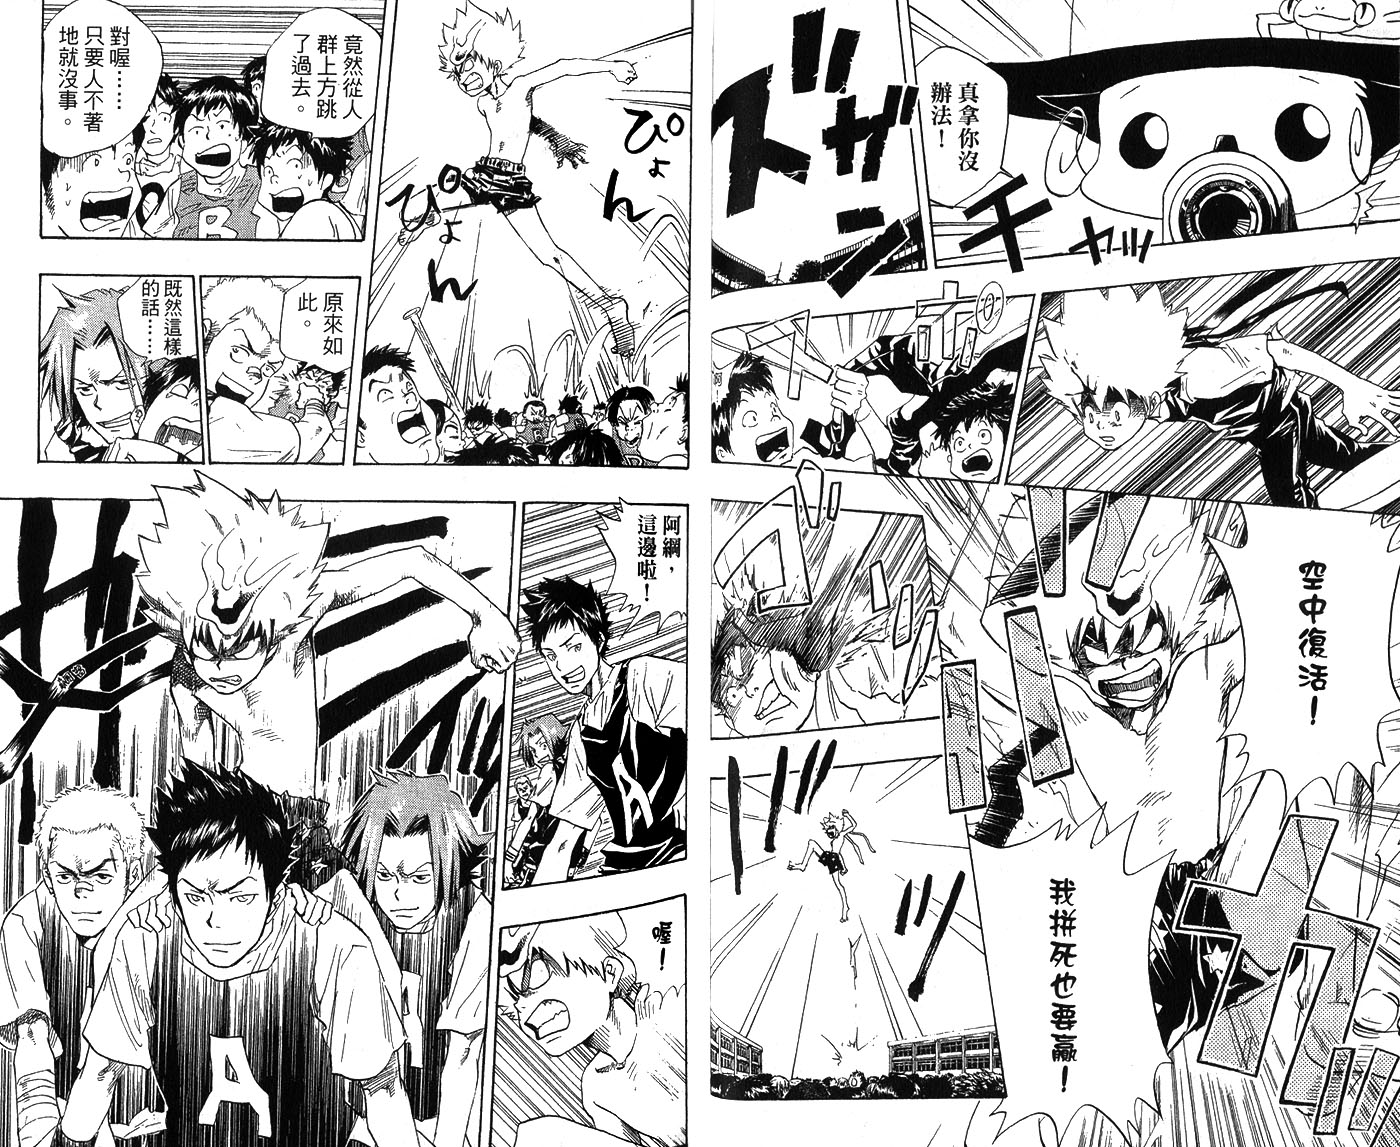 真拿你沒
辦法！
チャッ
ズガン
空中復活！
我拼死也要贏！
ぴょん
ぴょん
竟然從人
群上方跳
了過去。
對喔……
只要人不著
地就沒事。
原來如
此。
既然這樣
的話……
B
阿綱，
這邊啦！
A
喔！
A